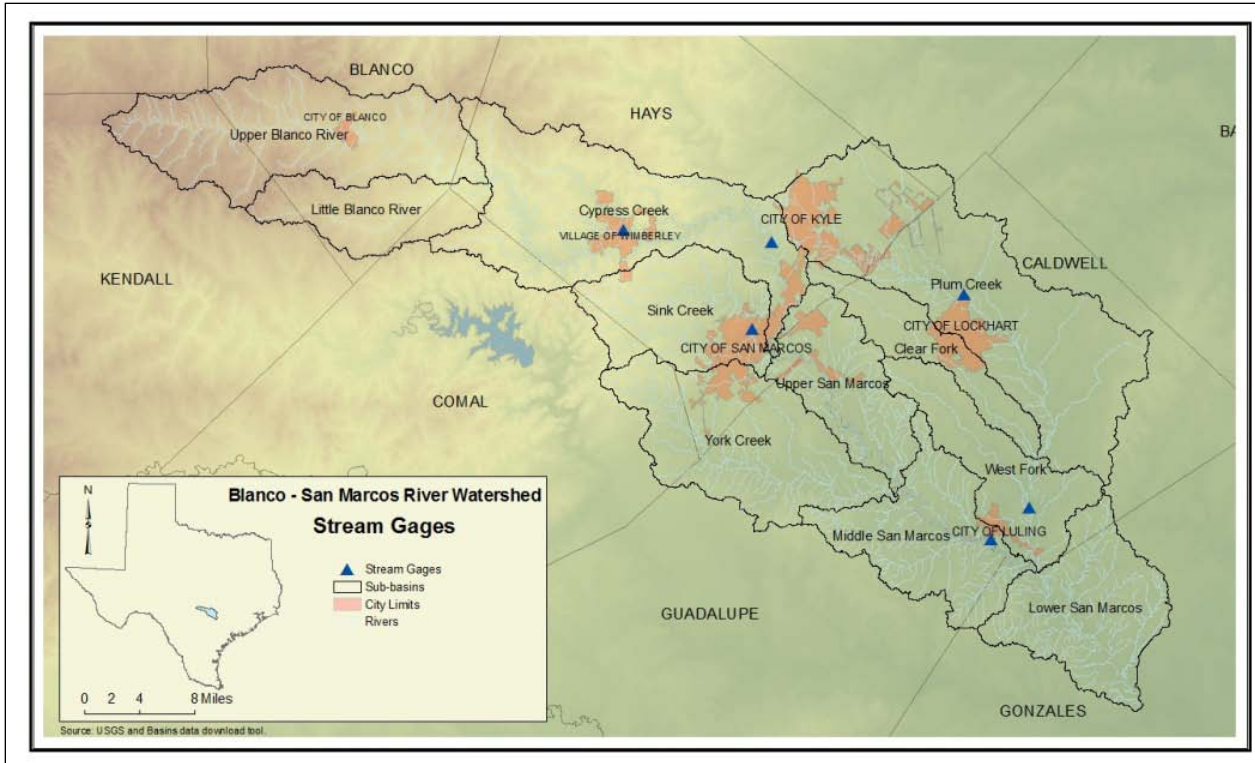 BLANCO
HAYS
BA
CITY OF BLANCO
Upper Blanco River
Little Blanco River
Cypress Creek
VILLAGE OF WIMBERLEY
CITY OF KYLE
KENDALL
CALDWELL
Plum Creek
Sink Creek
CITY OF LOCKHART
CITY OF SAN MARCOS
Clear Fork
Upper San Marcos
COMAL
York Creek
West Fork
Blanco - San Marcos River Watershed
Stream Gages
N
Stream Gages
Sub-basins
City Limits
Rivers
0 2 4 8 Miles
Middle San Marcos
CITY OF LULING
GUADALUPE
Lower San Marcos
GONZALES
Source: USGS and Basins data download tool.